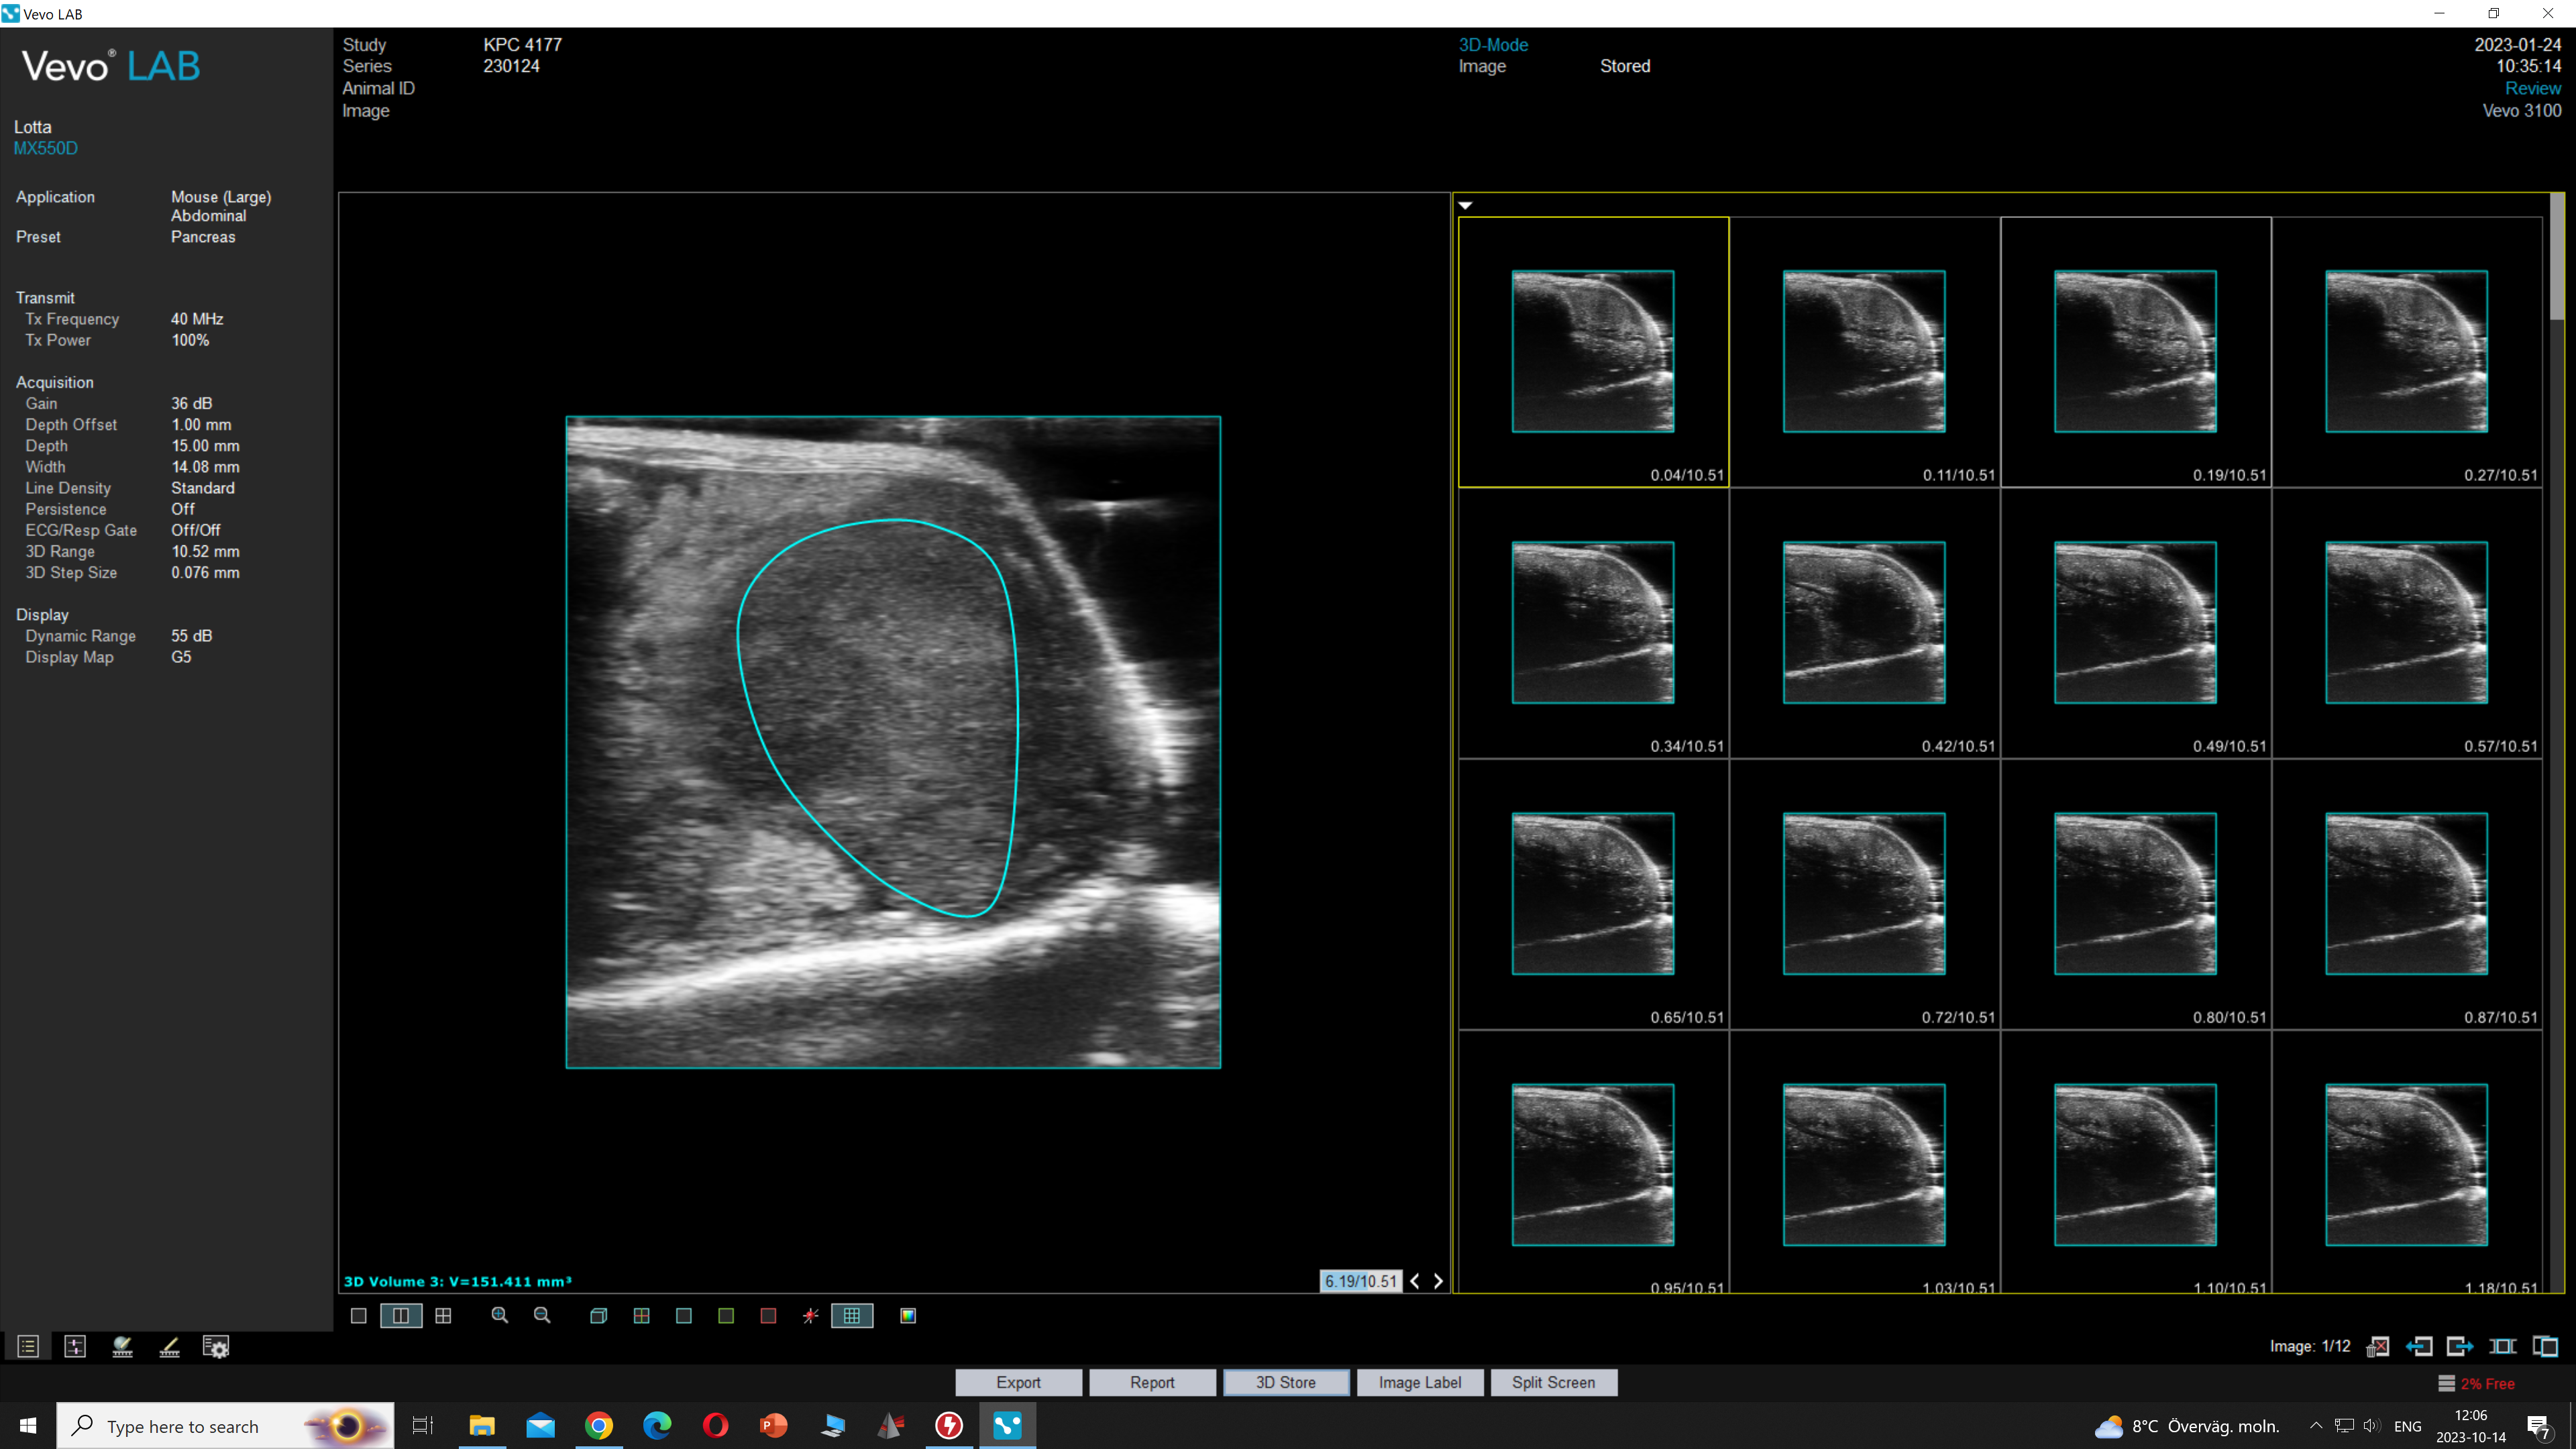 Vevo LAB
Vevo® LAB
Lotta
MX550D
Application Mouse (Large)
Abdominal
Preset Pancreas
Transmit
Tx Frequency 40 MHz
Tx Power 100%
Acquisition
Gain 36 dB
Depth Offset 1.00 mm
Depth 15.00 mm
Width 14.08 mm
Line Density Standard
Persistence Off
ECG/Resp Gate Off/Off
3D Range 10.52 mm
3D Step Size 0.076 mm
Display
Dynamic Range 55 dB
Display Map G5
Study KPC 4177
Series 230124
Animal ID
Image
3D-Mode
Image Stored
2023-01-24
10:35:14
Review
Vevo 3100
0.04/10.51 0.11/10.51 0.19/10.51 0.27/10.51
0.34/10.51 0.42/10.51 0.49/10.51 0.57/10.51
0.65/10.51 0.72/10.51 0.80/10.51 0.87/10.51
0.95/10.51 1.03/10.51 1.10/10.51 1.18/10.51
3D Volume 3: V=151.411 mm³
6.19/10.51
Image: 1/12
Export Report 3D Store Image Label Split Screen
2% Free
Type here to search
8°C Överväg. moln.
ENG
12:06
2023-10-14
7